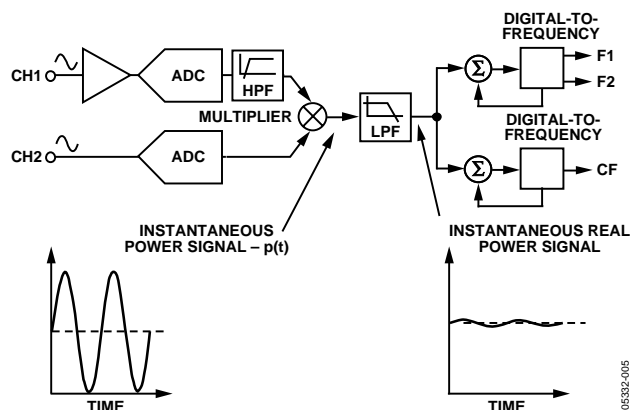 DIGITAL-TO-
FREQUENCY
F1
F2
CH1
ADC
HPF
MULTIPLIER
LPF
Σ
DIGITAL-TO-
FREQUENCY
CH2
ADC
Σ
CF
INSTANTANEOUS
POWER SIGNAL – p(t)
INSTANTANEOUS REAL
POWER SIGNAL
TIME
TIME
05332-005